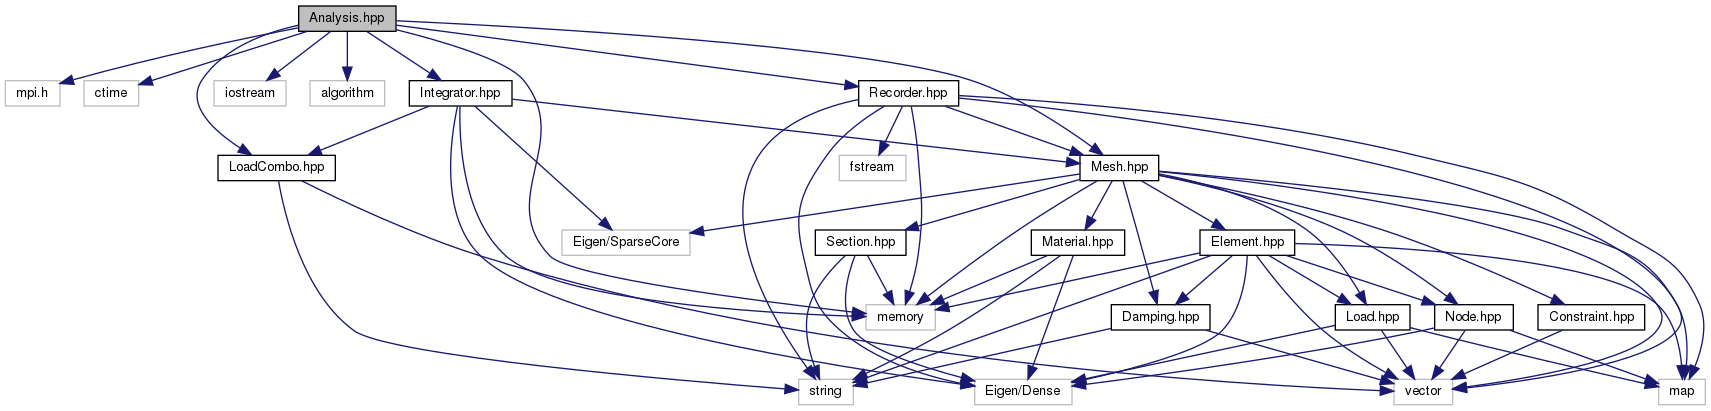 Analysis.hpp
mpi.h
ctime
iostream
algorithm
Integrator.hpp
Recorder.hpp
LoadCombo.hpp
fstream
Mesh.hpp
Eigen/SparseCore
Section.hpp
Material.hpp
Element.hpp
memory
Damping.hpp
Load.hpp
Node.hpp
Constraint.hpp
string
Eigen/Dense
vector
map